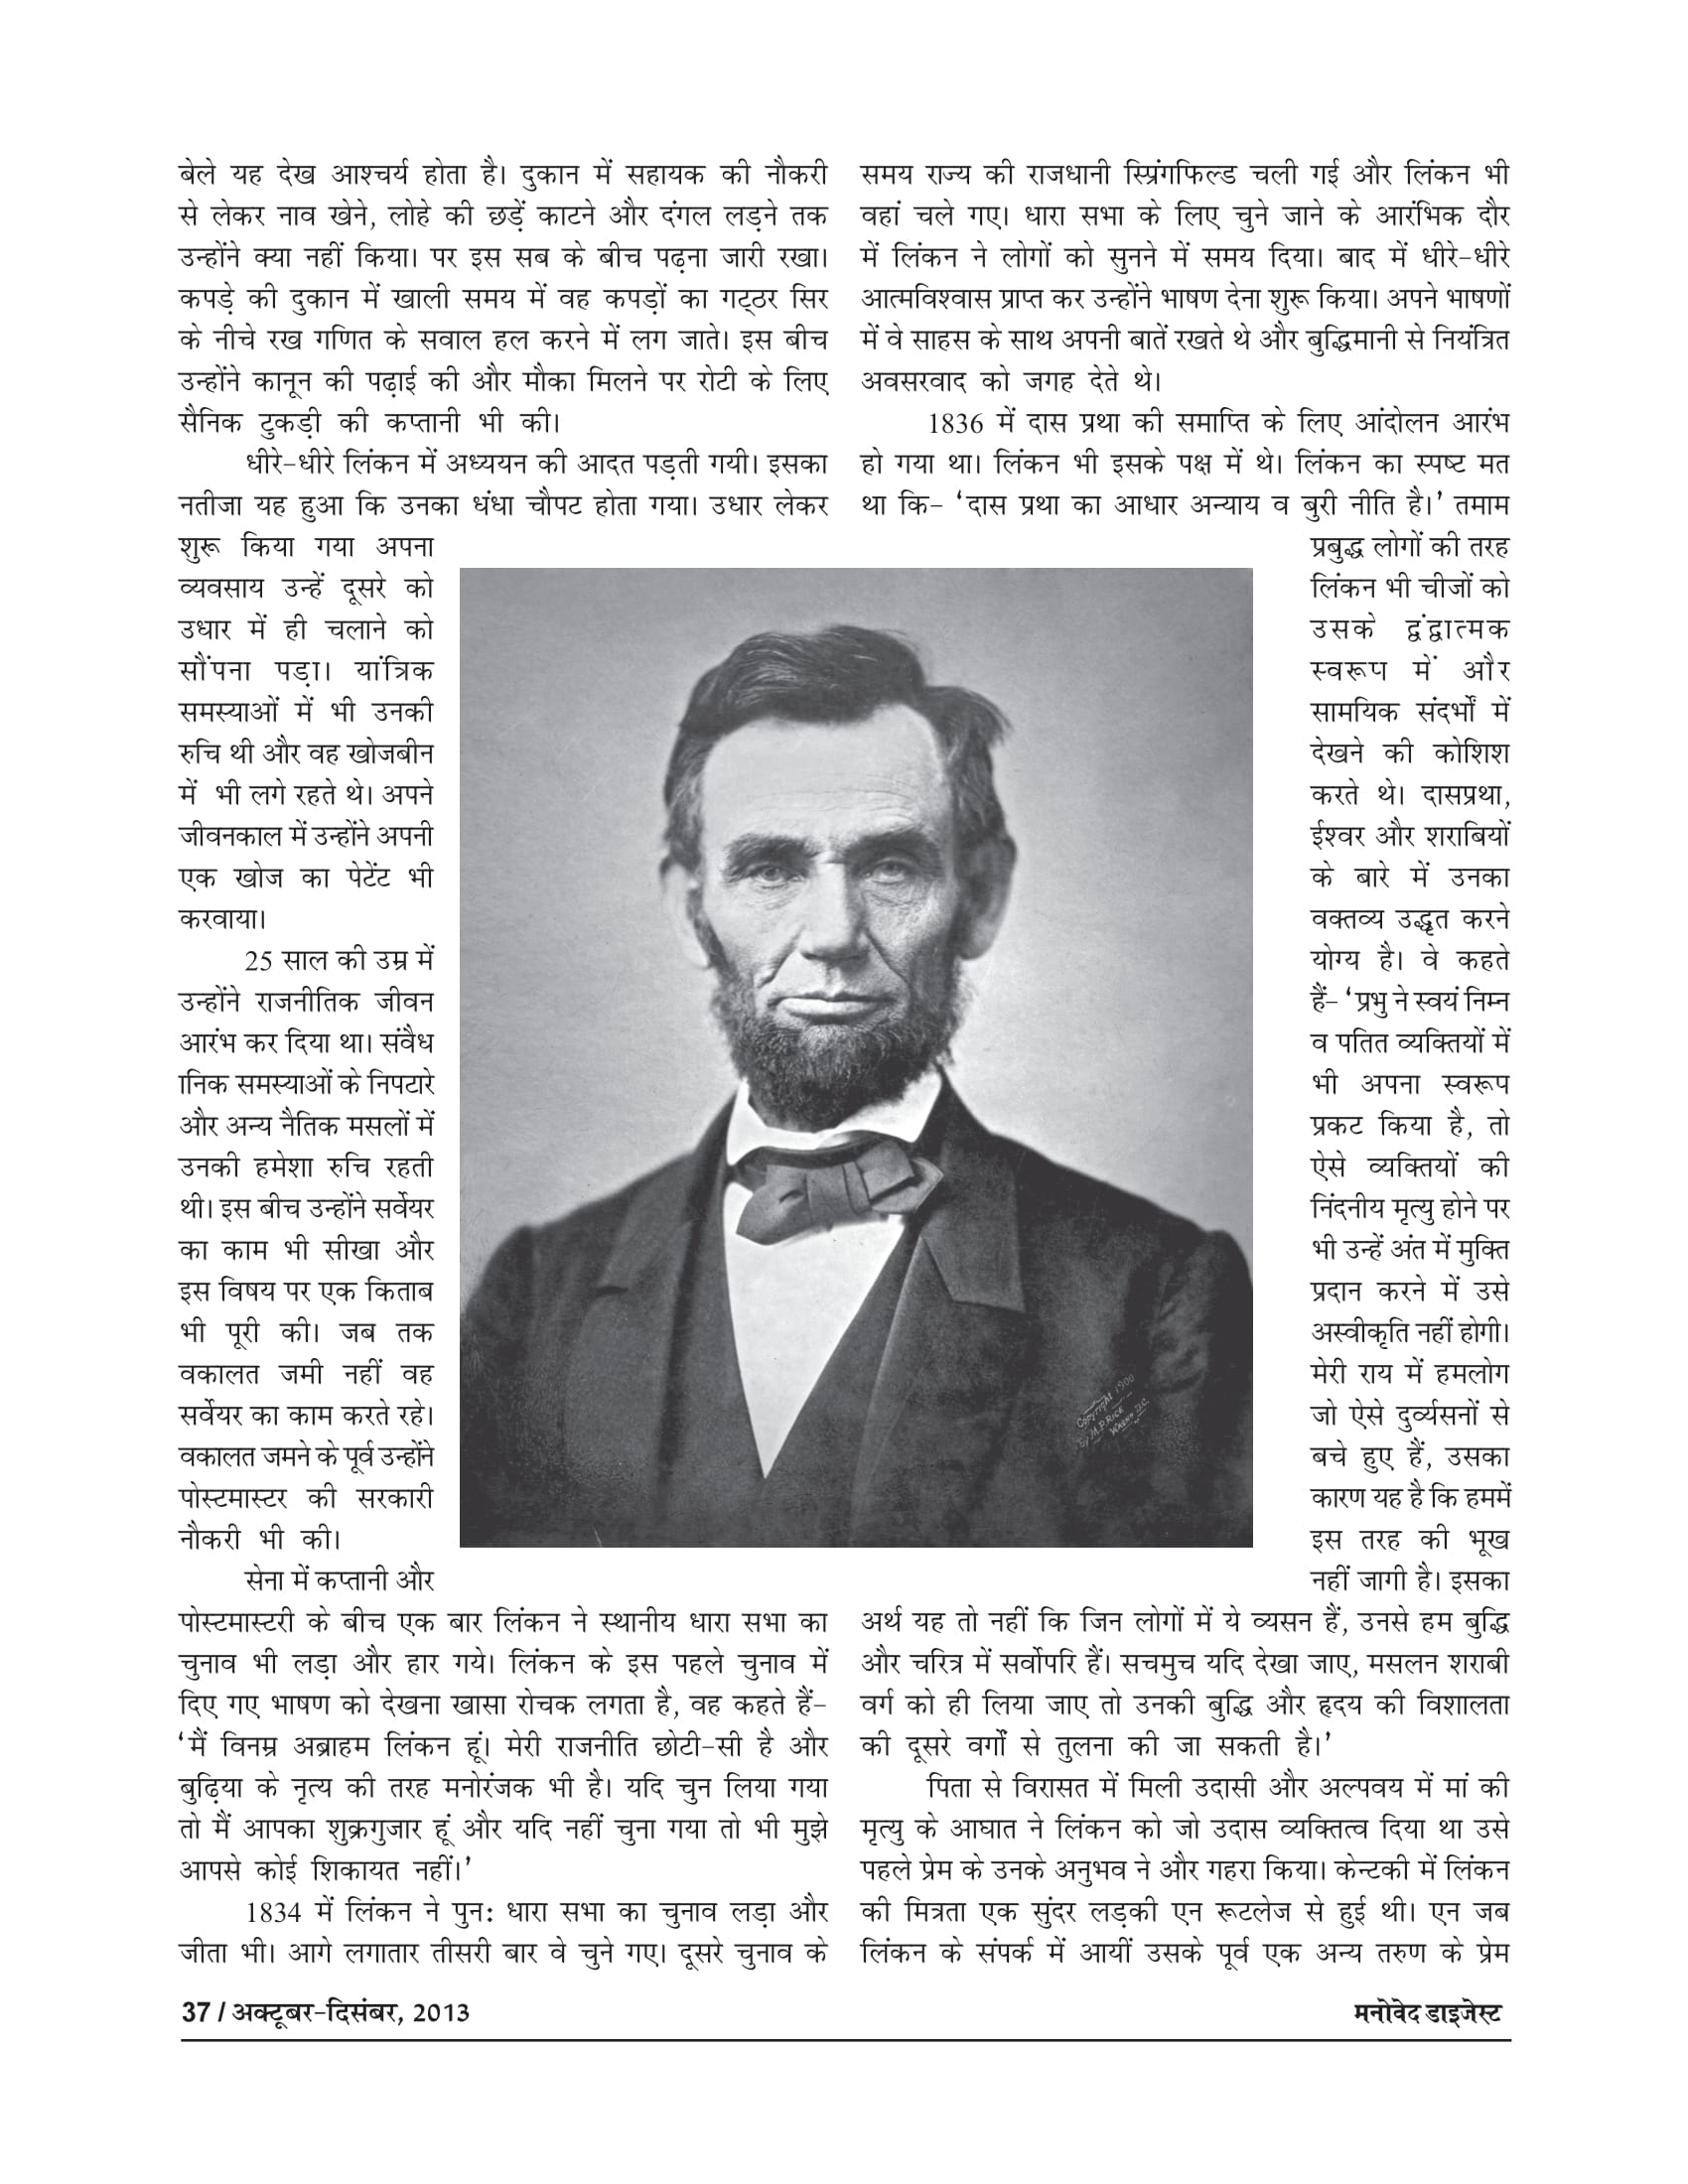 बेले यह देख आश्चर्य होता है। दुकान में सहायक की नौकरी
से लेकर नाव खेने, लोहे की छड़ें काटने और दंगल लड़ने तक
उन्होंने क्या नहीं किया। पर इस सब के बीच पढ़ना जारी रखा।
कपड़े की दुकान में खाली समय में वह कपड़ों का गट्ठर सिर
के नीचे रख गणित के सवाल हल करने में लग जाते। इस बीच
उन्होंने कानून की पढ़ाई की और मौका मिलने पर रोटी के लिए
सैनिक टुकड़ी की कप्तानी भी की।
धीरे-धीरे लिंकन में अध्ययन की आदत पड़ती गयी। इसका
नतीजा यह हुआ कि उनका धंधा चौपट होता गया। उधार लेकर
शुरू किया गया अपना
व्यवसाय उन्हें दूसरे को
उधार में ही चलाने को
सौंपना पड़ा। यांत्रिक
समस्याओं में भी उनकी
रुचि थी और वह खोजबीन
में भी लगे रहते थे। अपने
जीवनकाल में उन्होंने अपनी
एक खोज का पेटेंट भी
करवाया।
25 साल की उम्र में
उन्होंने राजनीतिक जीवन
आरंभ कर दिया था। संवैध
ानिक समस्याओं के निपटारे
और अन्य नैतिक मसलों में
उनकी हमेशा रुचि रहती
थी। इस बीच उन्होंने सर्वेयर
का काम भी सीखा और
इस विषय पर एक किताब
भी पूरी की। जब तक
वकालत जमी नहीं वह
सर्वेयर का काम करते रहे।
वकालत जमने के पूर्व उन्होंने
पोस्टमास्टर की सरकारी
नौकरी भी की।
सेना में कप्तानी और
पोस्टमास्टरी के बीच एक बार लिंकन ने स्थानीय धारा सभा का
चुनाव भी लड़ा और हार गये। लिंकन के इस पहले चुनाव में
दिए गए भाषण को देखना खासा रोचक लगता है, वह कहते हैं-
‘मैं विनम्र अब्राहम लिंकन हूं। मेरी राजनीति छोटी-सी है और
बुढ़िया के नृत्य की तरह मनोरंजक भी है। यदि चुन लिया गया
तो मैं आपका शुक्रगुजार हूं और यदि नहीं चुना गया तो भी मुझे
आपसे कोई शिकायत नहीं।’
1834 में लिंकन ने पुनः धारा सभा का चुनाव लड़ा और
जीता भी। आगे लगातार तीसरी बार वे चुने गए। दूसरे चुनाव के
समय राज्य की राजधानी स्प्रिंगफिल्ड चली गई और लिंकन भी
वहां चले गए। धारा सभा के लिए चुने जाने के आरंभिक दौर
में लिंकन ने लोगों को सुनने में समय दिया। बाद में धीरे-धीरे
आत्मविश्वास प्राप्त कर उन्होंने भाषण देना शुरू किया। अपने भाषणों
में वे साहस के साथ अपनी बातें रखते थे और बुद्धिमानी से नियंत्रित
अवसरवाद को जगह देते थे।
1836 में दास प्रथा की समाप्ति के लिए आंदोलन आरंभ
हो गया था। लिंकन भी इसके पक्ष में थे। लिंकन का स्पष्ट मत
था कि- ‘दास प्रथा का आधार अन्याय व बुरी नीति है।’ तमाम
प्रबुद्ध लोगों की तरह
लिंकन भी चीजों को
उसके द्वंद्वात्मक
स्वरूप में और
सामयिक संदर्भों में
देखने की कोशिश
करते थे। दासप्रथा,
ईश्वर और शराबियों
के बारे में उनका
वक्तव्य उद्धृत करने
योग्य है। वे कहते
हैं- ‘प्रभु ने स्वयं निम्न
व पतित व्यक्तियों में
भी अपना स्वरूप
प्रकट किया है, तो
ऐसे व्यक्तियों की
निंदनीय मृत्यु होने पर
भी उन्हें अंत में मुक्ति
प्रदान करने में उसे
अस्वीकृति नहीं होगी।
मेरी राय में हमलोग
जो ऐसे दुर्व्यसनों से
बचे हुए हैं, उसका
कारण यह है कि हममें
इस तरह की भूख
नहीं जागी है। इसका
अर्थ यह तो नहीं कि जिन लोगों में ये व्यसन हैं, उनसे हम बुद्धि
और चरित्र में सर्वोपरि हैं। सचमुच यदि देखा जाए, मसलन शराबी
वर्ग को ही लिया जाए तो उनकी बुद्धि और हृदय की विशालता
की दूसरे वर्गों से तुलना की जा सकती है।’
पिता से विरासत में मिली उदासी और अल्पवय में मां की
मृत्यु के आघात ने लिंकन को जो उदास व्यक्तित्व दिया था उसे
पहले प्रेम के उनके अनुभव ने और गहरा किया। केन्टकी में लिंकन
की मित्रता एक सुंदर लड़की एन रूटलेज से हुई थी। एन जब
लिंकन के संपर्क में आयीं उसके पूर्व एक अन्य तरुण के प्रेम
Copyright 1900
by M.P. RICE
WASHN D.C.
37 / अक्टूबर-दिसंबर, 2013
मनोवेद डाइजेस्ट